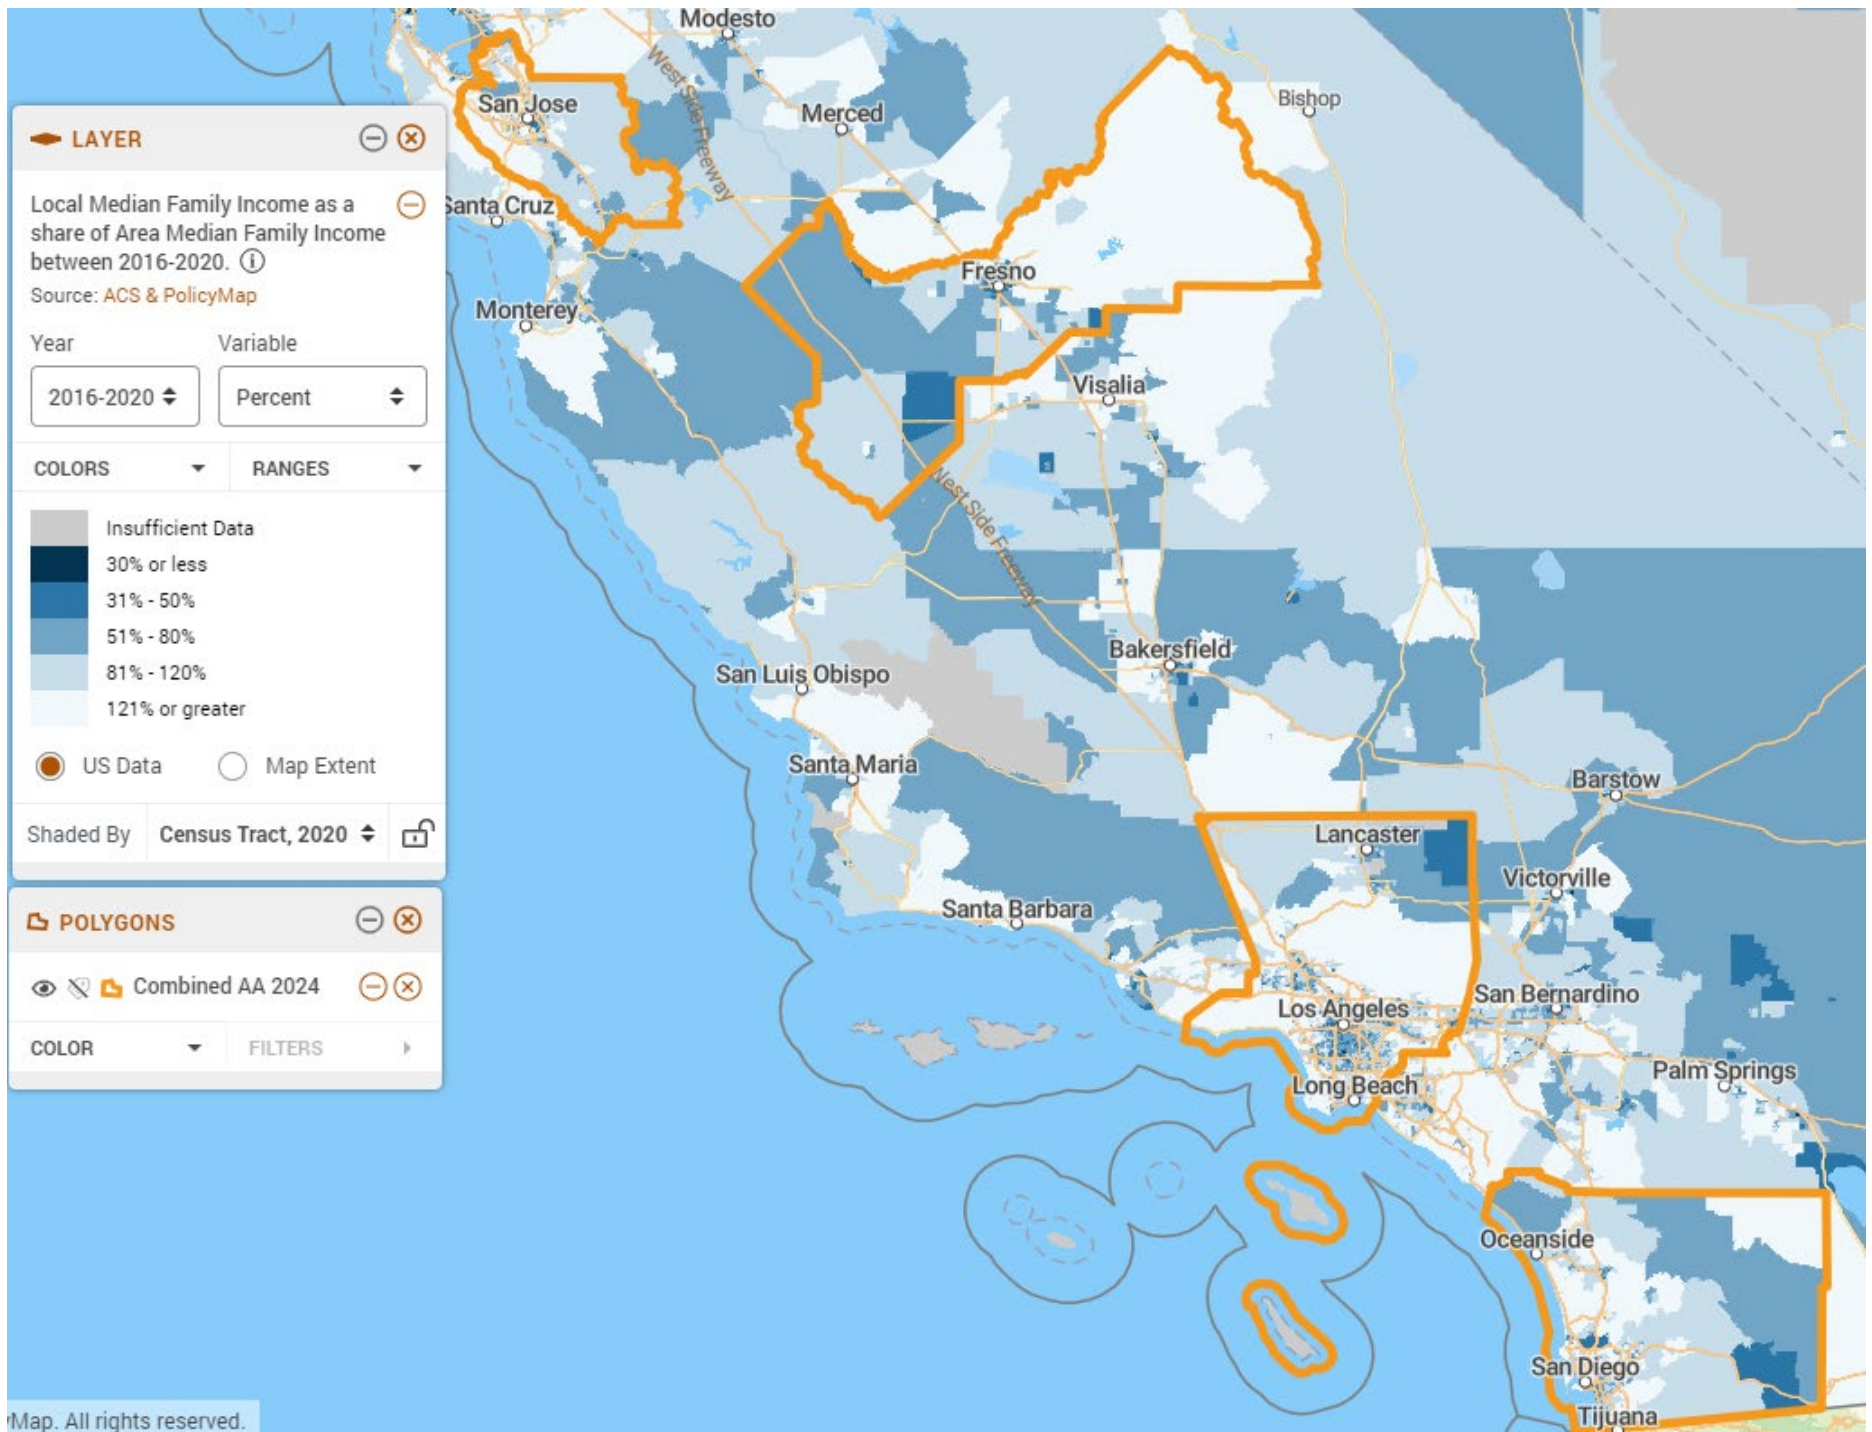 LAYER
Local Median Family Income as a
share of Area Median Family Income
between 2016-2020.
Source: ACS & PolicyMap
Year
Variable
2016-2020
Percent
COLORS
RANGES
Insufficient Data
30% or less
31% - 50%
51% - 80%
81% - 120%
121% or greater
US Data
Map Extent
Shaded By
Census Tract, 2020
POLYGONS
Combined AA 2024
COLOR
FILTERS
Modesto
West Side Freeway
San Jose
Merced
Bishop
Santa Cruz
Fresno
Monterey
Visalia
West Side Freeway
Bakersfield
San Luis Obispo
Santa Maria
Barstow
Lancaster
Victorville
Santa Barbara
San Bernardino
Los Angeles
Palm Springs
Long Beach
Oceanside
San Diego
Tijuana
Map. All rights reserved.